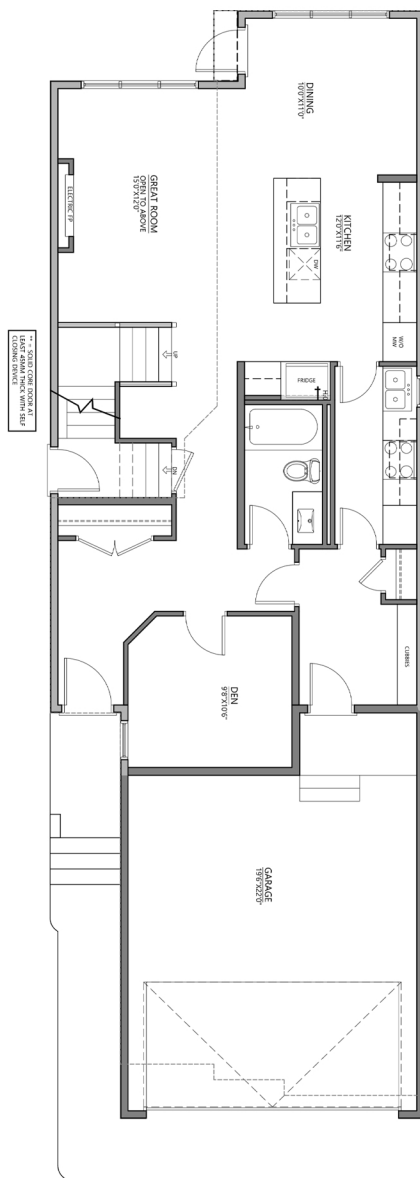 DINING
10'0"X11'0"
GREAT ROOM
OPEN TO ABOVE
15'0"X12'0"
ELECTRIC FP
KITCHEN
12'0"X11'6"
DW
W/O
MW
FRIDGE
UP
DN
** = SOLID CORE DOOR AT
LEAST 45MM THICK WITH SELF
CLOSING DEVICE
CUBBIES
DEN
9'8"X10'6"
GARAGE
19'6"X22'0"